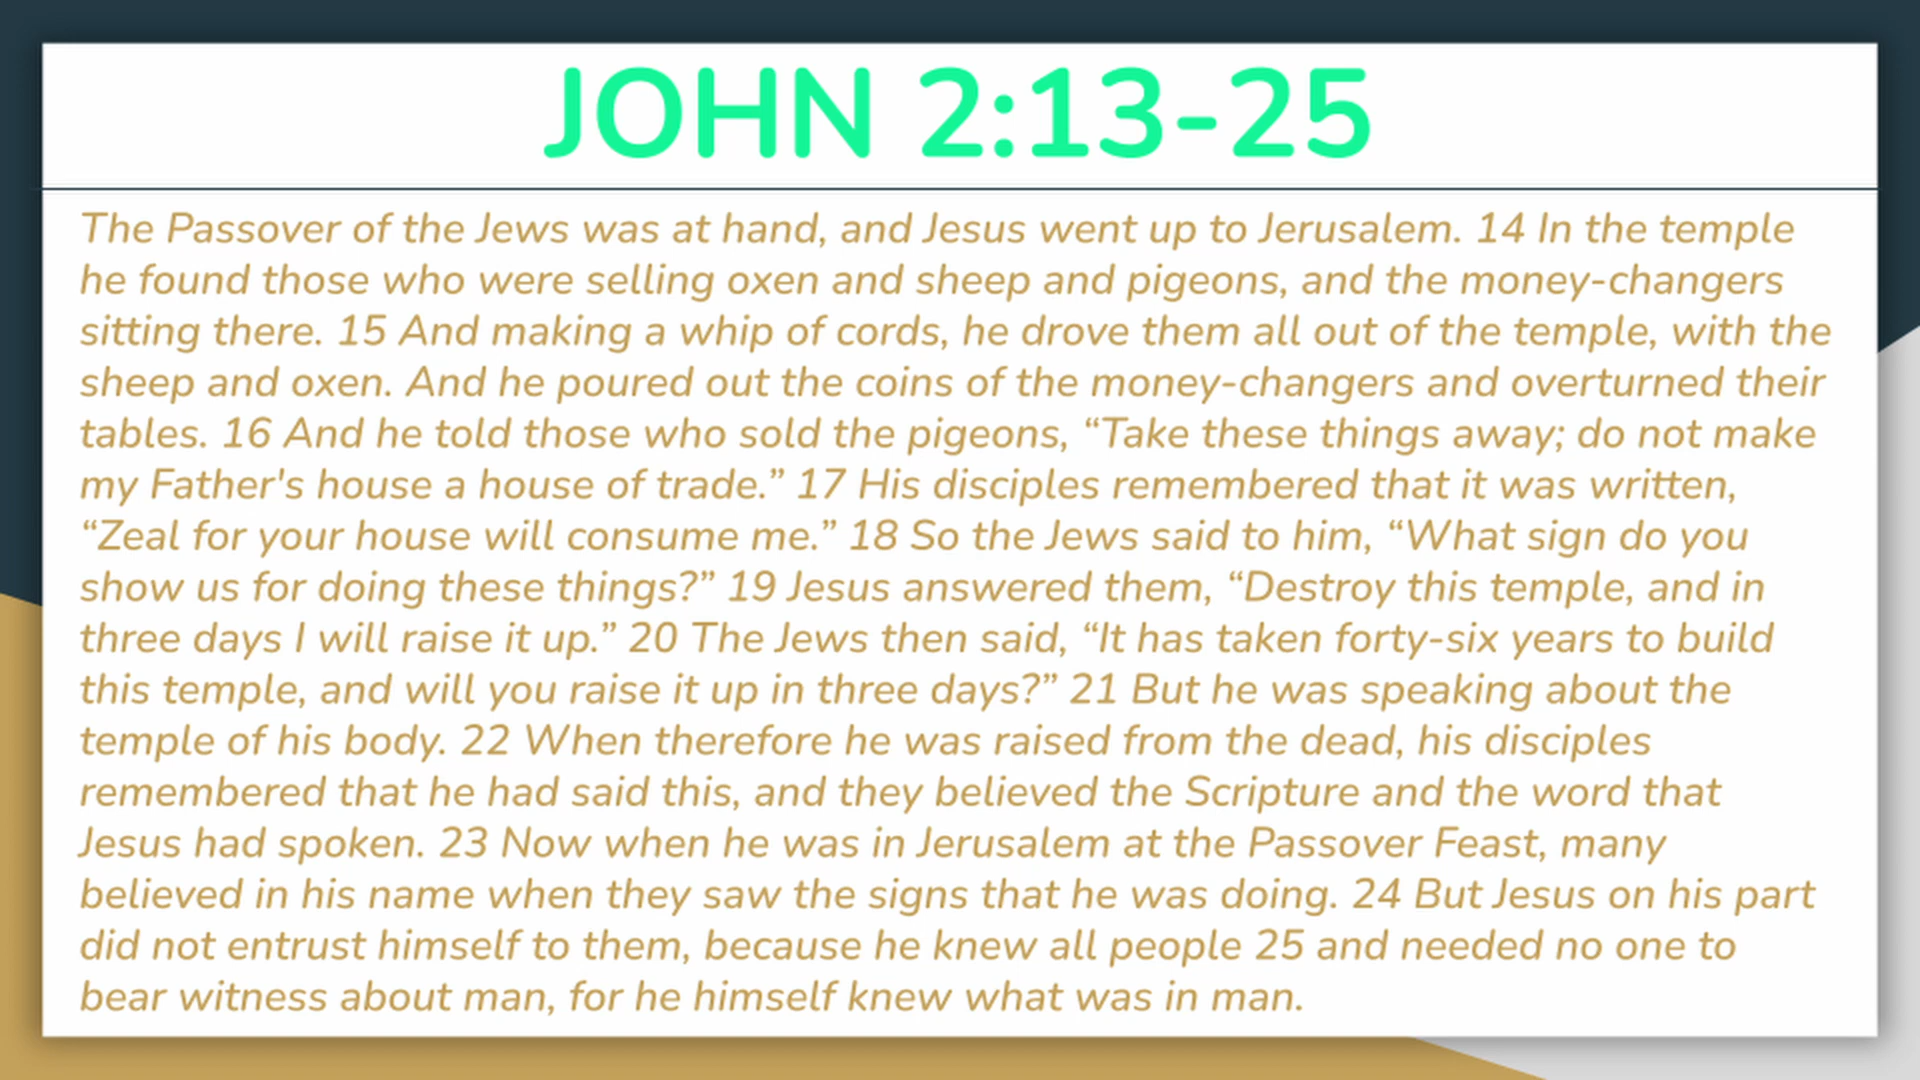 JOHN 2:13-25
The Passover of the Jews was at hand, and Jesus went up to Jerusalem. 14 In the temple
he found those who were selling oxen and sheep and pigeons, and the money-changers
sitting there. 15 And making a whip of cords, he drove them all out of the temple, with the
sheep and oxen. And he poured out the coins of the money-changers and overturned their
tables. 16 And he told those who sold the pigeons, “Take these things away; do not make
my Father's house a house of trade.” 17 His disciples remembered that it was written,
“Zeal for your house will consume me.” 18 So the Jews said to him, “What sign do you
show us for doing these things?” 19 Jesus answered them, “Destroy this temple, and in
three days I will raise it up.” 20 The Jews then said, “It has taken forty-six years to build
this temple, and will you raise it up in three days?” 21 But he was speaking about the
temple of his body. 22 When therefore he was raised from the dead, his disciples
remembered that he had said this, and they believed the Scripture and the word that
Jesus had spoken. 23 Now when he was in Jerusalem at the Passover Feast, many
believed in his name when they saw the signs that he was doing. 24 But Jesus on his part
did not entrust himself to them, because he knew all people 25 and needed no one to
bear witness about man, for he himself knew what was in man.